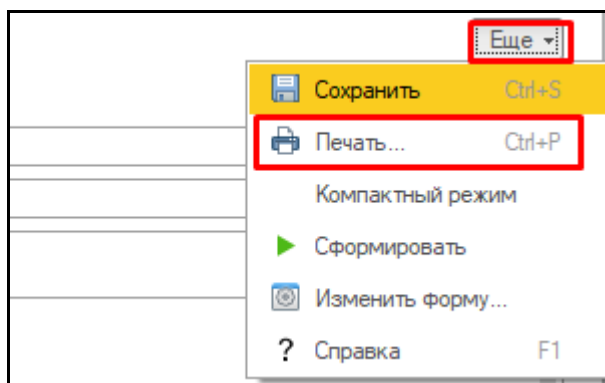 Еще
Сохранить Ctrl+S
Печать... Ctrl+P
Компактный режим
Сформировать
Изменить форму...
? Справка F1